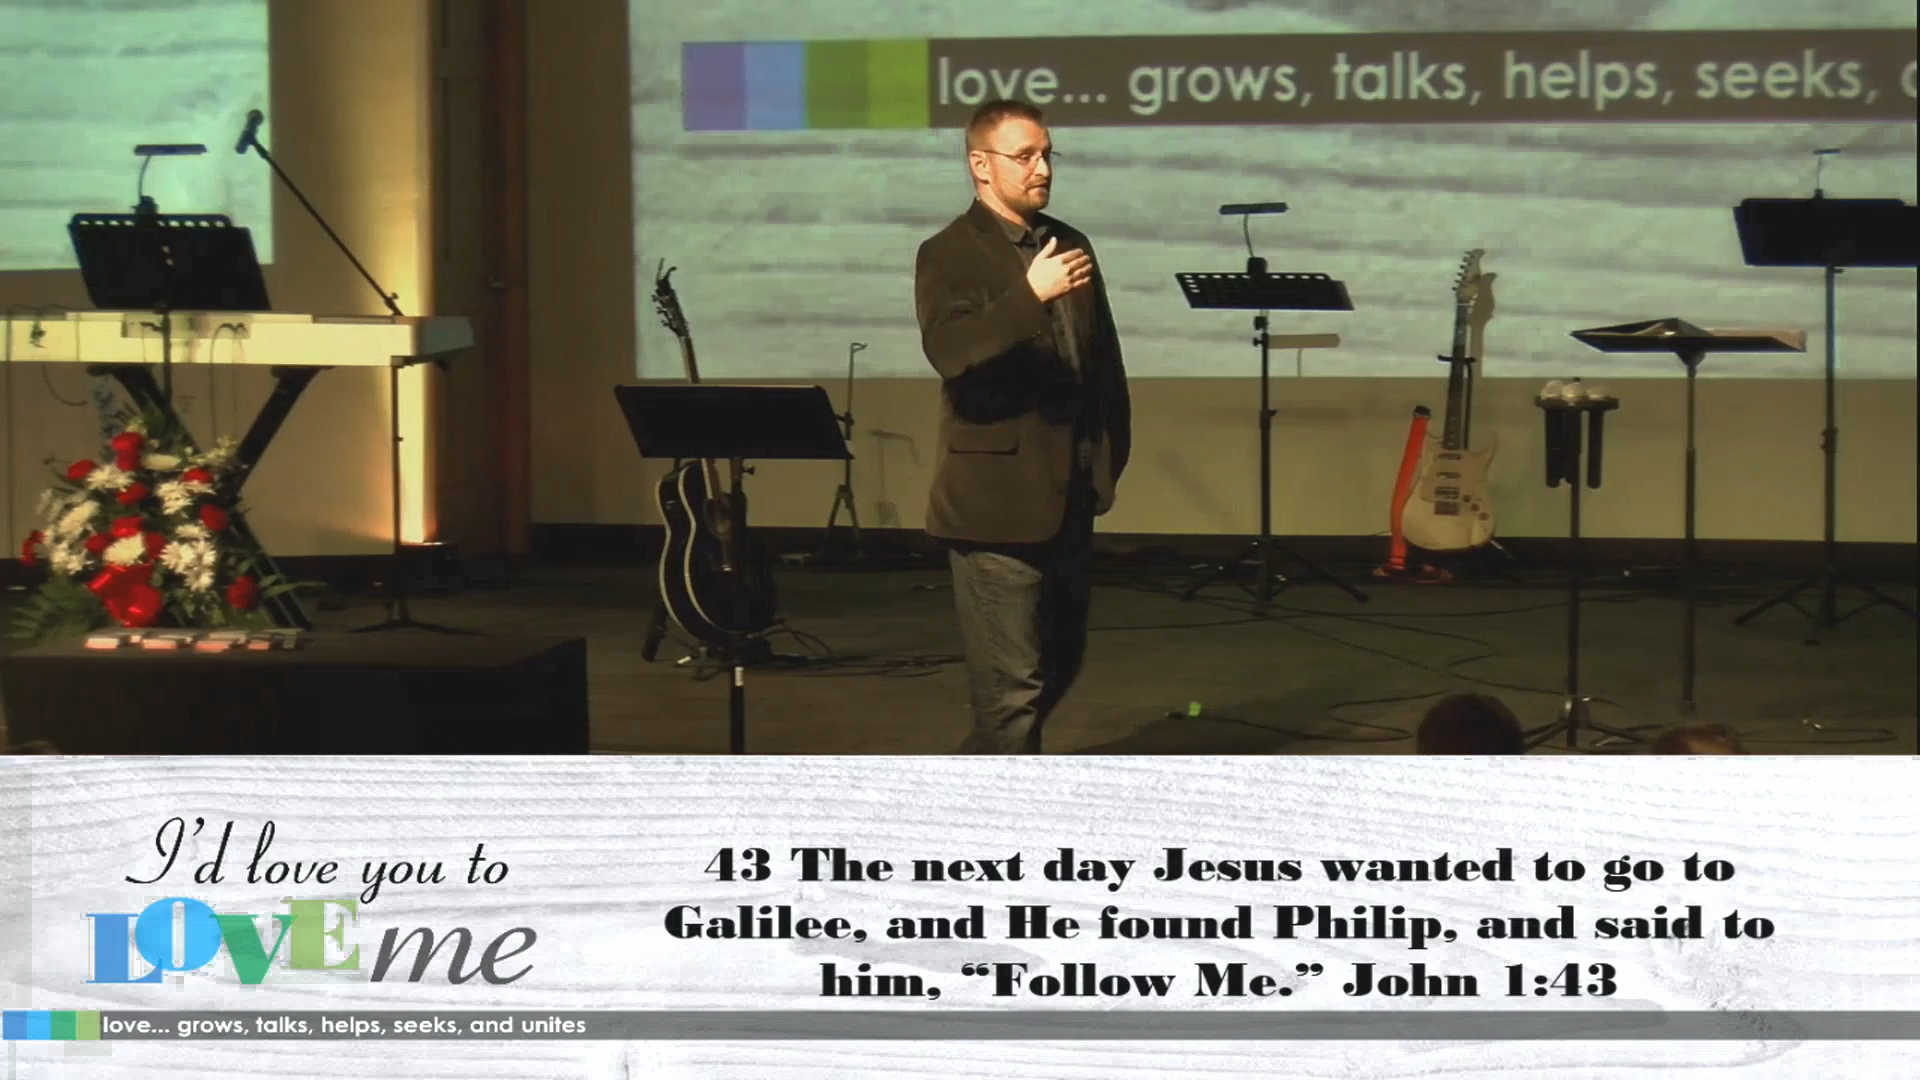 love... grows, talks, helps, seeks,
I'd love you to
LOVE me
43 The next day Jesus wanted to go to
Galilee, and He found Philip, and said to
him, “Follow Me.” John 1:43
love... grows, talks, helps, seeks, and unites